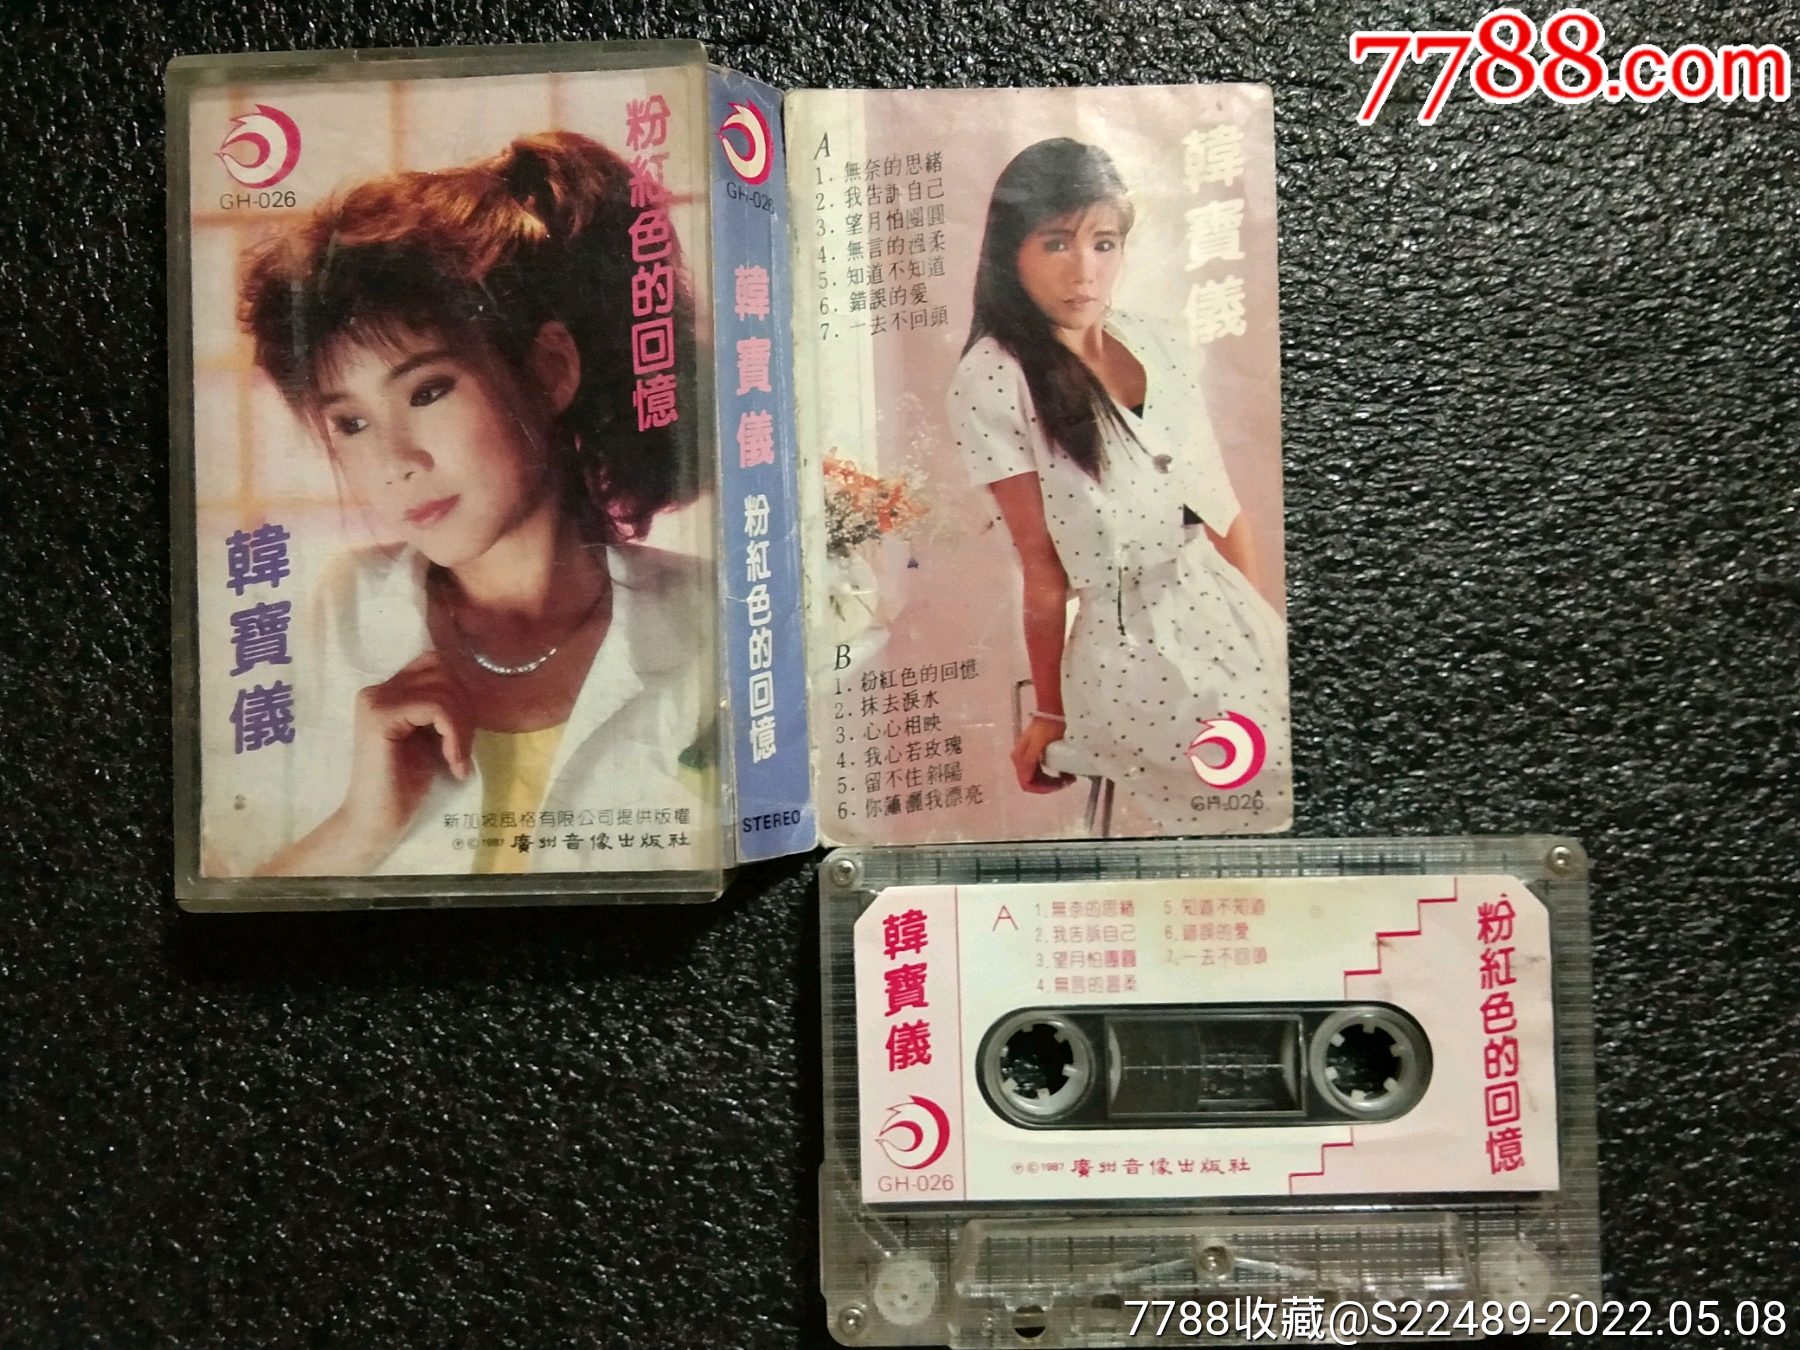 7788.com
GH-026
粉紅色的回憶
韓寶儀
新加坡風格有限公司提供版權
℗©1987 廣州音像出版社
GH-026
韓寶儀
粉紅色的回憶
STEREO
A
1. 無奈的思緒
2. 我告訴自己
3. 望月怕團圓
4. 無言的溫柔
5. 知道不知道
6. 錯誤的愛
7. 一去不回頭
韓寶儀
B
1. 粉紅色的回憶
2. 抹去淚水
3. 心心相映
4. 我心若玫瑰
5. 留不住斜陽
6. 你瀟灑我漂亮
GH-026
韓寶儀
GH-026
A
1.無奈的思緒
2.我告訴自己
3.望月怕團圓
4.無言的溫柔
5.知道不知道
6.錯誤的愛
7.一去不回頭
粉紅色的回憶
℗©1987 廣州音像出版社
7788收藏@S22489-2022.05.08